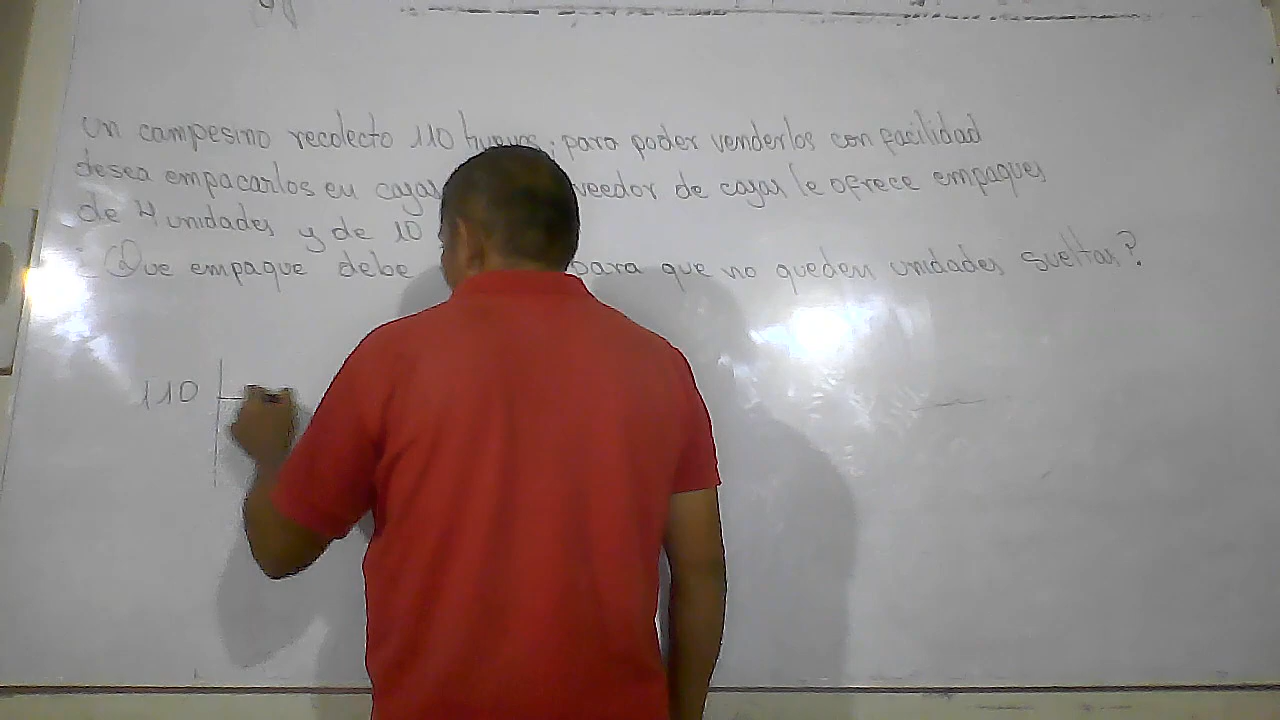 un campesino recolecto 110 huevos, para poder venderlos con facilidad
desea empacarlos en cajas veedor de cajas le ofrece empaques
de 4 unidades y de 10
Que empaque debe para que no queden unidades sueltas?
110